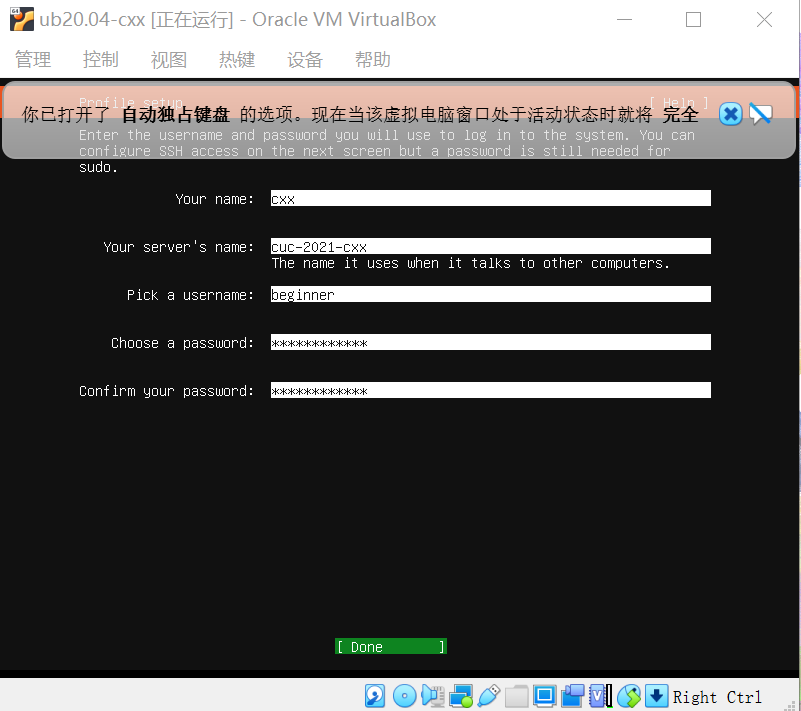 ub20.04-cxx [正在运行] - Oracle VM VirtualBox
管理 控制 视图 热键 设备 帮助
Profile setup [ Help ]
你已打开了 自动独占键盘 的选项。现在当该虚拟电脑窗口处于活动状态时就将 完全
Enter the username and password you will use to log in to the system. You can
configure SSH access on the next screen but a password is still needed for
sudo.
Your name: cxx
Your server's name: cuc-2021-cxx
The name it uses when it talks to other computers.
Pick a username: beginner
Choose a password: ************
Confirm your password: ************
[ Done ]
Right Ctrl